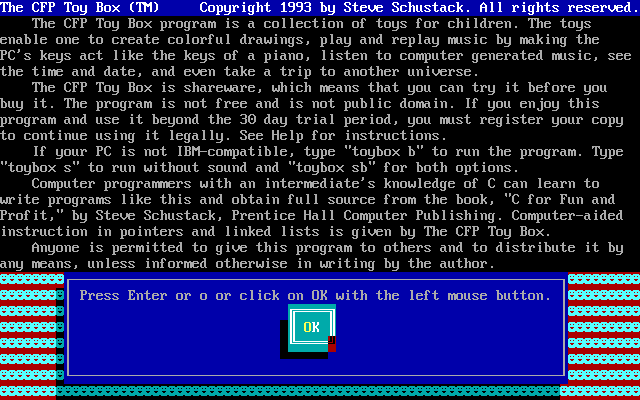 The CFP Toy Box (TM)     Copyright 1993 by Steve Schustack. All rights reserved.
The CFP Toy Box program is a collection of toys for children. The toys
enable one to create colorful drawings, play and replay music by making the
PC's keys act like the keys of a piano, listen to computer generated music, see
the time and date, and even take a trip to another universe.
The CFP Toy Box is shareware, which means that you can try it before you
buy it. The program is not free and is not public domain. If you enjoy this
program and use it beyond the 30 day trial period, you must register your copy
to continue using it legally. See Help for instructions.
If your PC is not IBM-compatible, type "toybox b" to run the program. Type
"toybox s" to run without sound and "toybox sb" for both options.
Computer programmers with an intermediate's knowledge of C can learn to
write programs like this and obtain full source from the book, "C for Fun and
Profit," by Steve Schustack, Prentice Hall Computer Publishing. Computer-aided
instruction in pointers and linked lists is given by The CFP Toy Box.
Anyone is permitted to give this program to others and to distribute it by
any means, unless informed otherwise in writing by the author.
Press Enter or o or click on OK with the left mouse button.
OK